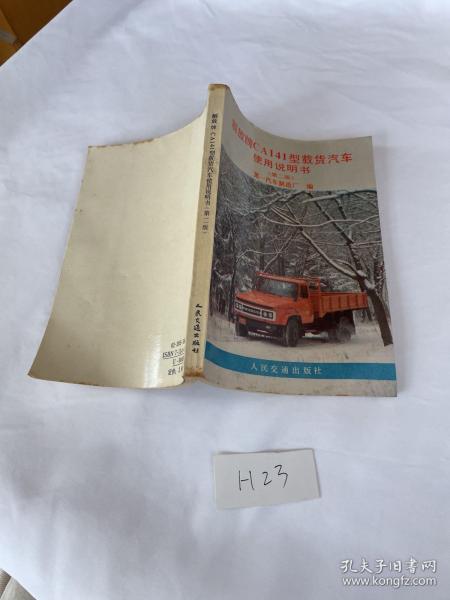 解放牌CA141型载货汽车
使用说明书
(第二版)
第一汽车制造厂 编
人民交通出版社
解放牌CA141型载货汽车使用说明书(第二版)
人民交通出版社
H23
孔夫子旧书网
www.kongfz.com